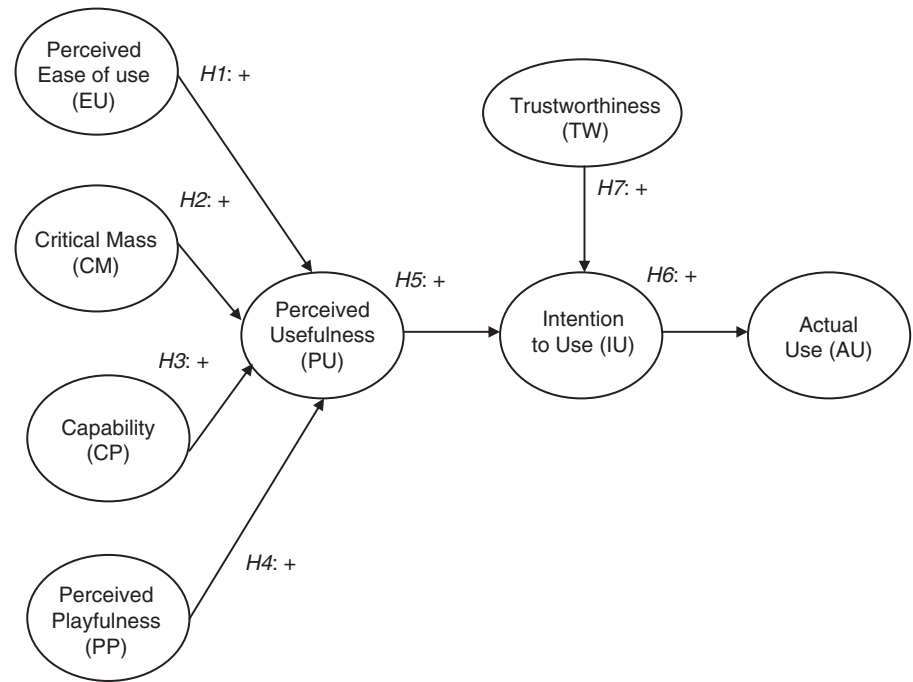 Perceived
Ease of use
(EU)
H1: +
Trustworthiness
(TW)
H2: +
H7: +
Critical Mass
(CM)
H5: +
H6: +
Perceived
Usefulness
(PU)
Intention
to Use (IU)
Actual
Use (AU)
H3: +
Capability
(CP)
H4: +
Perceived
Playfulness
(PP)